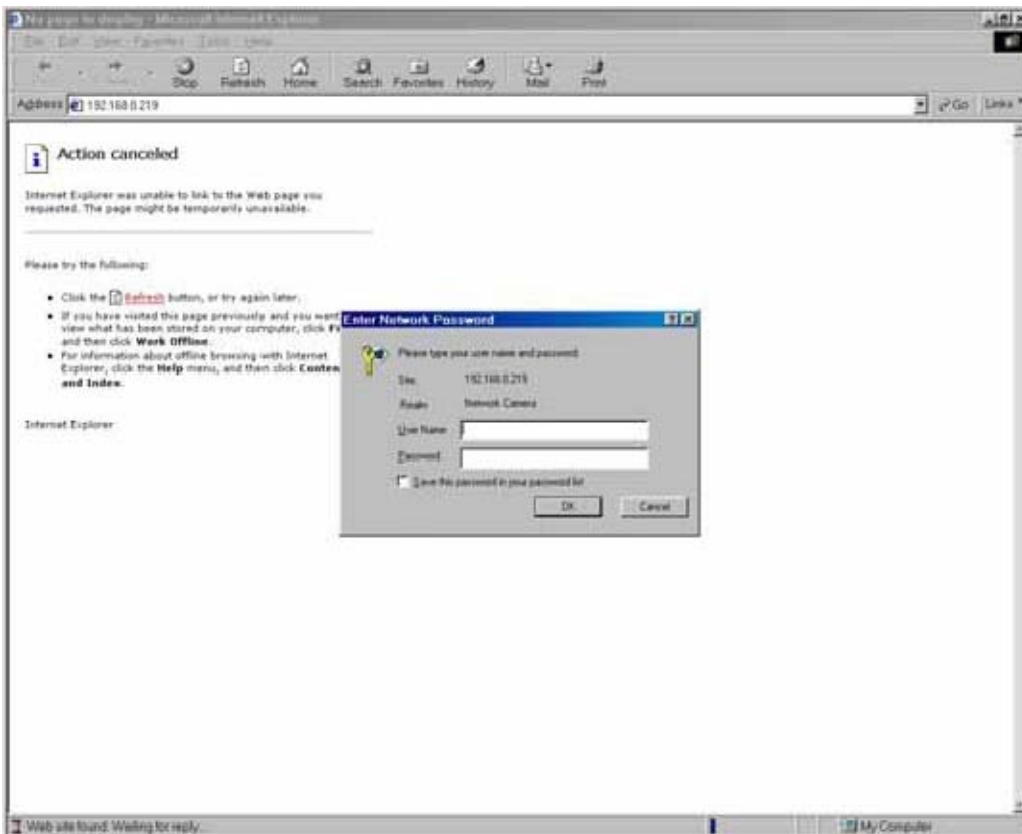 No page to display - Microsoft Internet Explorer
File Edit View Favorites Tools Help
Stop Refresh Home Search Favorites History Mail Print
Address 192.168.0.219 Go Links
Action canceled
Internet Explorer was unable to link to the Web page you
requested. The page might be temporarily unavailable.
Please try the following:
Click the Refresh button, or try again later.
If you have visited this page previously and you want
view what has been stored on your computer, click
and then click Work Offline.
For information about offline browsing with Internet
Explorer, click the Help menu, and then click
and Index.
Internet Explorer
Enter Network Password
Please type your user name and password.
Site: 192.168.0.219
Realm Network Camera
User Name
Password
Save this password in your password list
OK Cancel
Web site found. Waiting for reply...
My Computer